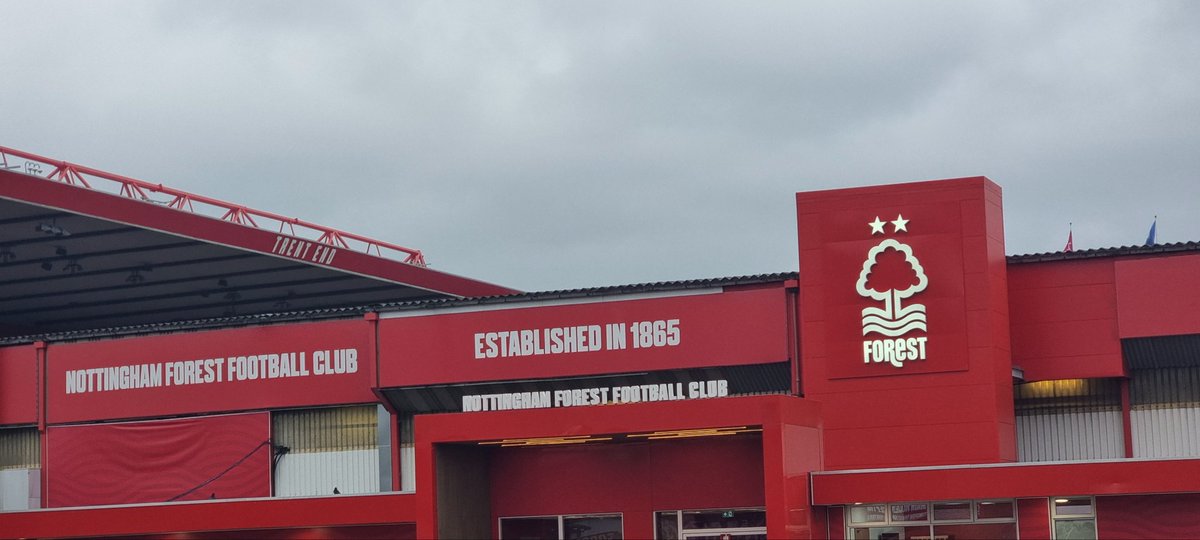 TRENT END
NOTTINGHAM FOREST FOOTBALL CLUB
ESTABLISHED IN 1865
NOTTINGHAM FOREST FOOTBALL CLUB
FOREST